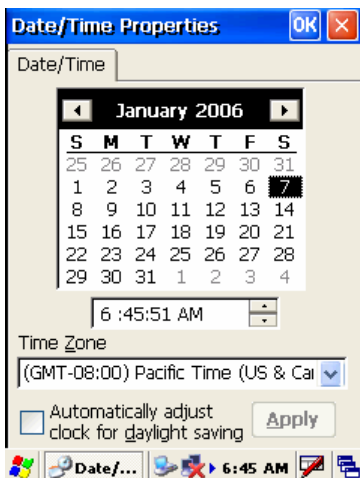 Date/Time Properties OK
Date/Time
January 2006
S M T W T F S
25 26 27 28 29 30 31
1 2 3 4 5 6 7
8 9 10 11 12 13 14
15 16 17 18 19 20 21
22 23 24 25 26 27 28
29 30 31 1 2 3 4
6 :45:51 AM
Time Zone
(GMT-08:00) Pacific Time (US & Ca
Automatically adjust
clock for daylight saving
Apply
Date/... 6:45 AM